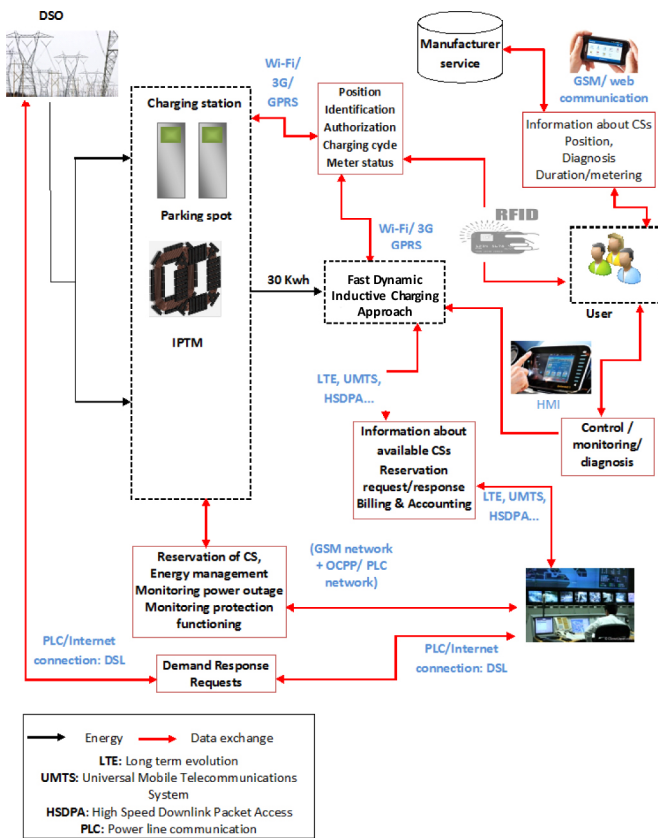 DSO
Charging station
Parking spot
IPTM
Wi-Fi/
3G/
GPRS
Position
Identification
Authorization
Charging cycle
Meter status
Manufacturer
service
GSM/ web
communication
Information about CSs
Position,
Diagnosis
Duration/metering
RFID
Wi-Fi/ 3G
GPRS
30 Kwh
Fast Dynamic
Inductive Charging
Approach
User
HMI
LTE, UMTS,
HSDPA...
Control /
monitoring/
diagnosis
Information about
available CSs
Reservation
request/response
Billing & Accounting
LTE, UMTS,
HSDPA...
Reservation of CS,
Energy management
Monitoring power outage
Monitoring protection
functioning
(GSM network
+ OCPP/ PLC
network)
PLC/Internet
connection: DSL
Demand Response
Requests
PLC/Internet
connection: DSL
Energy
Data exchange
LTE: Long term evolution
UMTS: Universal Mobile Telecommunications
System
HSDPA: High Speed Downlink Packet Access
PLC: Power line communication